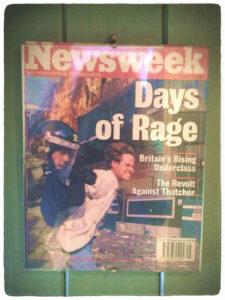 Newsweek
Days
of Rage
Britain's Rising
Underclass
The Revolt
Against Thatcher